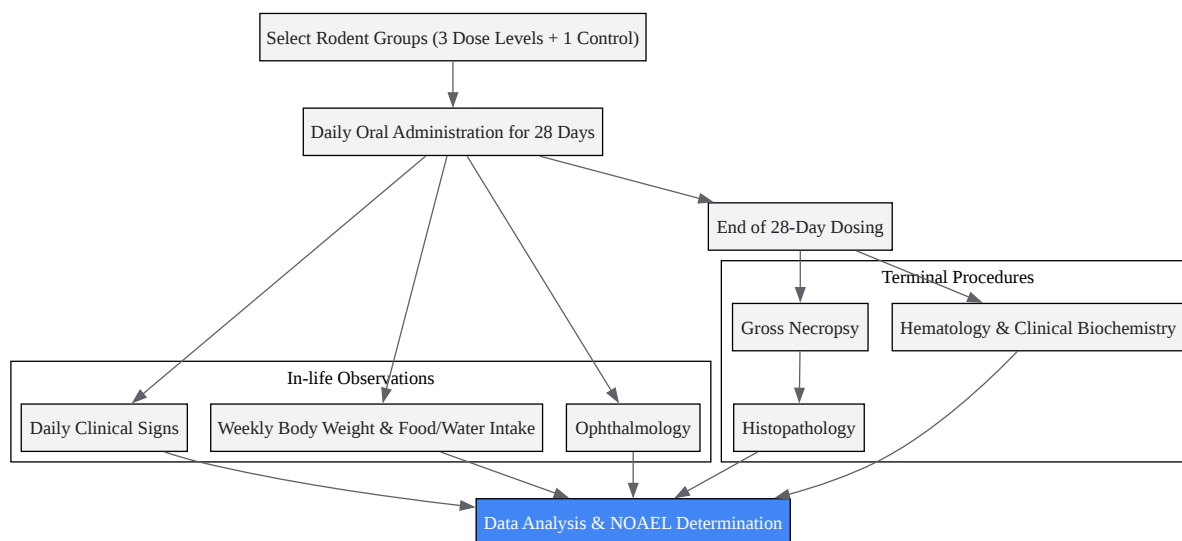 Select Rodent Groups (3 Dose Levels + 1 Control)
Daily Oral Administration for 28 Days
End of 28-Day Dosing
Terminal Procedures
Gross Necropsy
Hematology & Clinical Biochemistry
In-life Observations
Daily Clinical Signs
Weekly Body Weight & Food/Water Intake
Ophthalmology
Histopathology
Data Analysis & NOAEL Determination